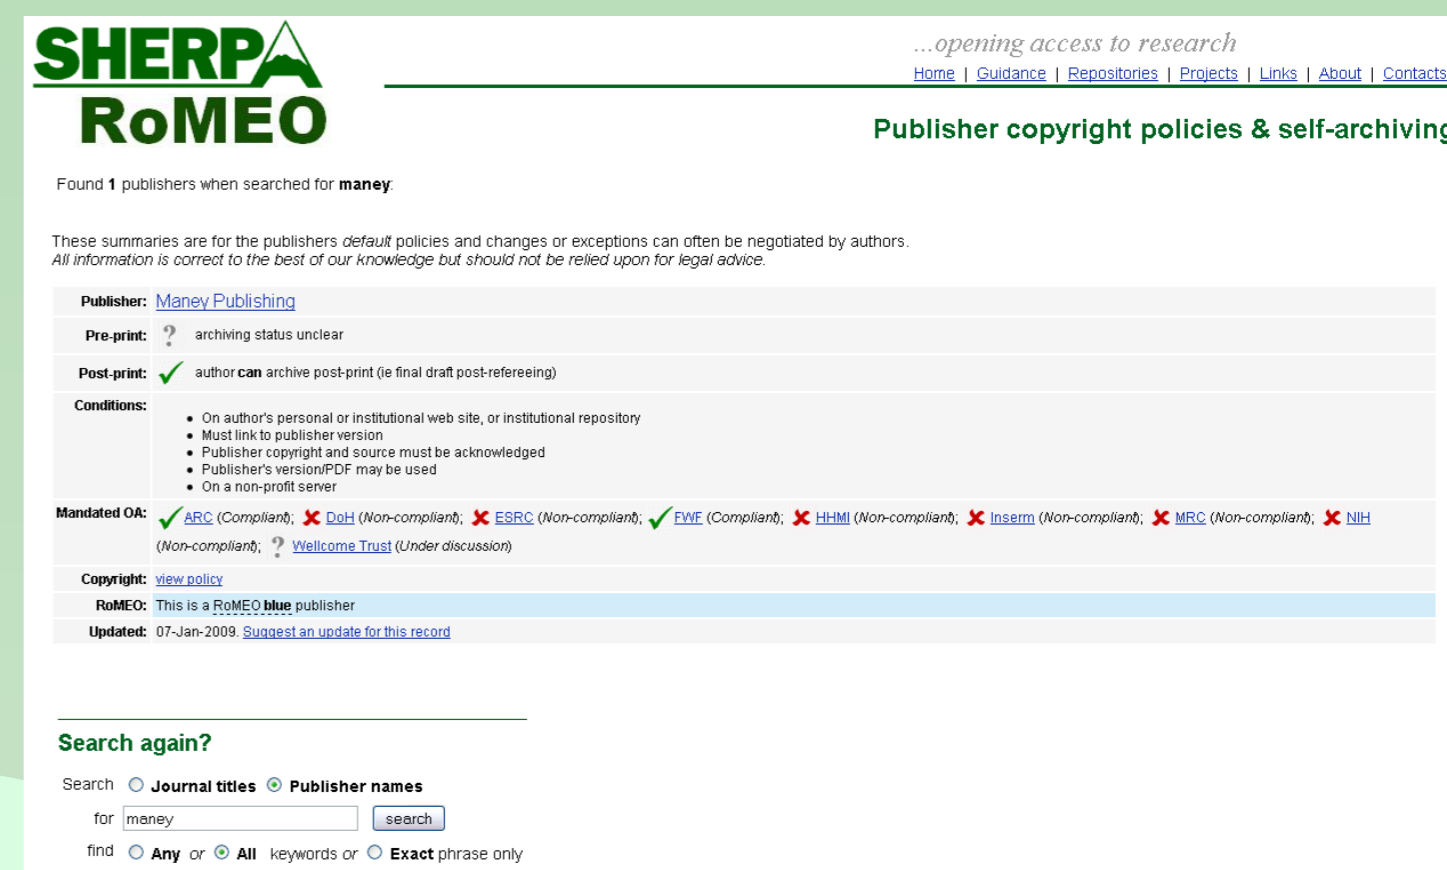 SHERPA
RoMEO
...opening access to research
Home | Guidance | Repositories | Projects | Links | About | Contacts
Publisher copyright policies & self-archiving
Found 1 publishers when searched for maney:
These summaries are for the publishers default policies and changes or exceptions can often be negotiated by authors.
All information is correct to the best of our knowledge but should not be relied upon for legal advice.
Publisher: Maney Publishing
Pre-print: ? archiving status unclear
Post-print: ✓ author can archive post-print (ie final draft post-refereeing)
Conditions:
• On author's personal or institutional web site, or institutional repository
• Must link to publisher version
• Publisher copyright and source must be acknowledged
• Publisher's version/PDF may be used
• On a non-profit server
Mandated OA: ✓ ARC (Compliant); ✗ DoH (Non-compliant); ✗ ESRC (Non-compliant); ✓ FWF (Compliant); ✗ HHMI (Non-compliant); ✗ Inserm (Non-compliant); ✗ MRC (Non-compliant); ✗ NIH
(Non-compliant); ? Wellcome Trust (Under discussion)
Copyright: view policy
RoMEO: This is a RoMEO blue publisher
Updated: 07-Jan-2009. Suggest an update for this record
Search again?
Search Journal titles Publisher names
for maney search
find Any or All keywords or Exact phrase only